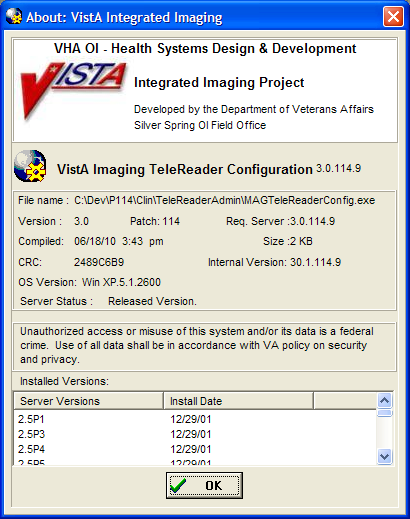 About: VistA Integrated Imaging
VHA OI - Health Systems Design & Development
VISTA
Integrated Imaging Project
Developed by the Department of Veterans Affairs
Silver Spring OI Field Office
VistA Imaging TeleReader Configuration 3.0.114.9
File name : C:\Dev\P114\Clin\TeleReaderAdmin\MAGTeleReaderConfig.exe
Version : 3.0 Patch: 114 Req. Server :3.0.114.9
Compiled: 06/18/10 3:43 pm Size :2 KB
CRC: 2489C6B9 Internal Version: 30.1.114.9
OS Version: Win XP.5.1.2600
Server Status : Released Version.
Unauthorized access or misuse of this system and/or its data is a federal
crime. Use of all data shall be in accordance with VA policy on security
and privacy.
Installed Versions:
Server Versions Install Date
2.5P1 12/29/01
2.5P3 12/29/01
2.5P4 12/29/01
2.5P5 12/29/01
OK